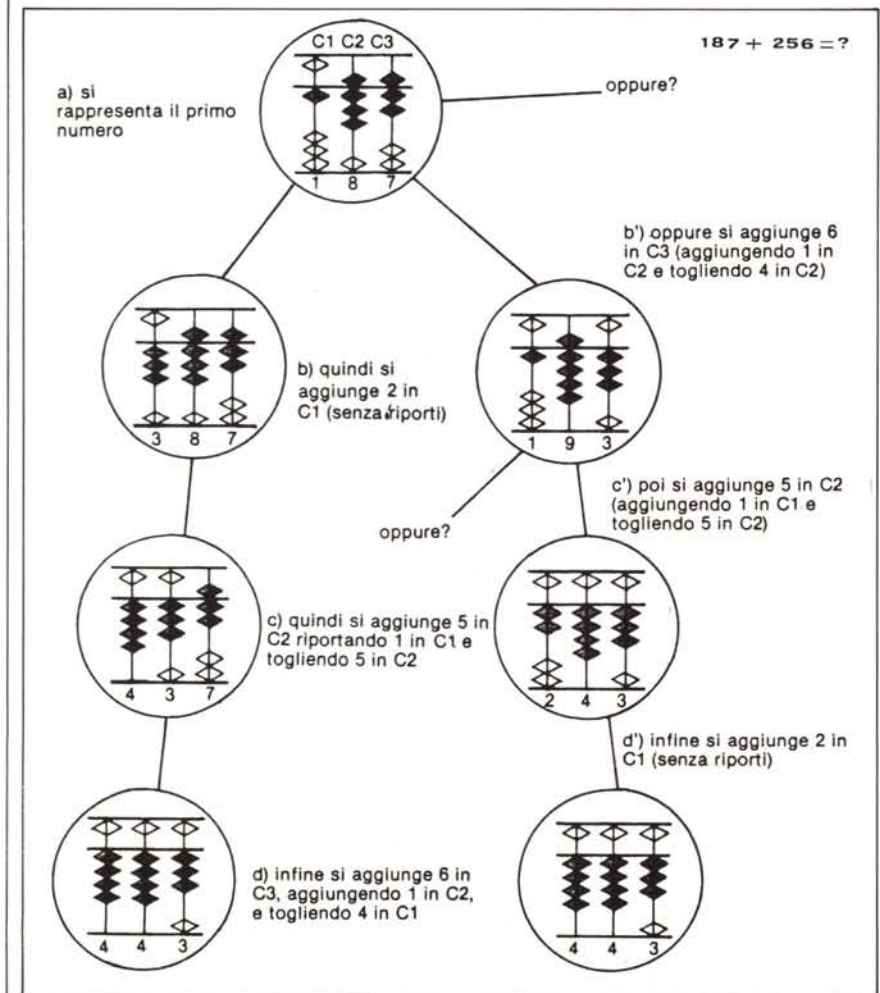 187 + 256 = ?
C1 C2 C3
a) si
rappresenta il primo
numero
oppure?
1 8 7
b') oppure si aggiunge 6
in C3 (aggiungendo 1 in
C2 e togliendo 4 in C2)
b) quindi si
aggiunge 2 in
C1 (senza riporti)
3 8 7
1 9 3
oppure?
c') poi si aggiunge 5 in C2
(aggiungendo 1 in C1 e
togliendo 5 in C2)
c) quindi si aggiunge 5 in
C2 riportando 1 in C1 e
togliendo 5 in C2
4 3 7
2 4 3
d') infine si aggiunge 2 in
C1 (senza riporti)
d) infine si aggiunge 6 in
C3, aggiungendo 1 in C2,
e togliendo 4 in C1
4 4 3
4 4 3